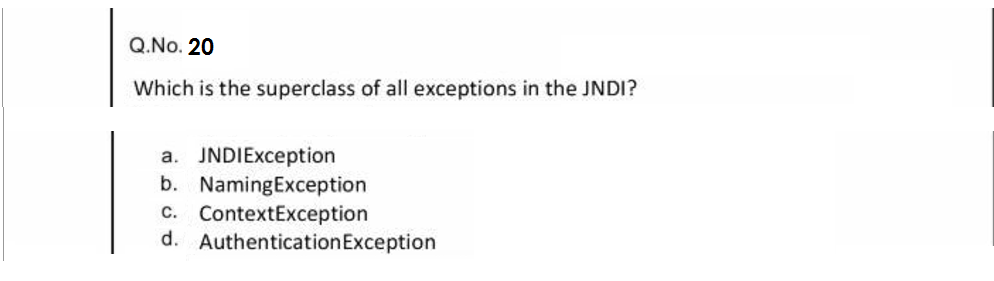 Q.No. 20
Which is the superclass of all exceptions in the JNDI?
a. JNDIException
b. NamingException
c. ContextException
d. AuthenticationException